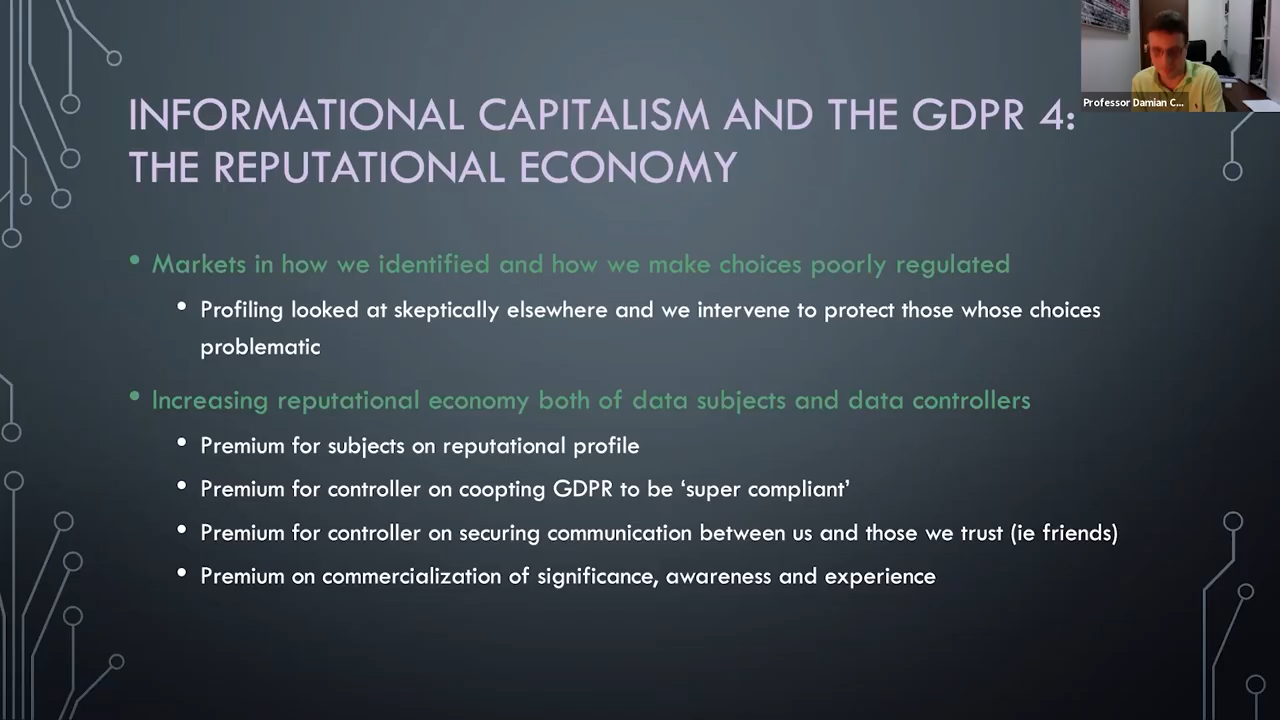 INFORMATIONAL CAPITALISM AND THE GDPR 4:
THE REPUTATIONAL ECONOMY
Professor Damian C...
• Markets in how we identified and how we make choices poorly regulated
• Profiling looked at skeptically elsewhere and we intervene to protect those whose choices
problematic
• Increasing reputational economy both of data subjects and data controllers
• Premium for subjects on reputational profile
• Premium for controller on coopting GDPR to be ‘super compliant’
• Premium for controller on securing communication between us and those we trust (ie friends)
• Premium on commercialization of significance, awareness and experience